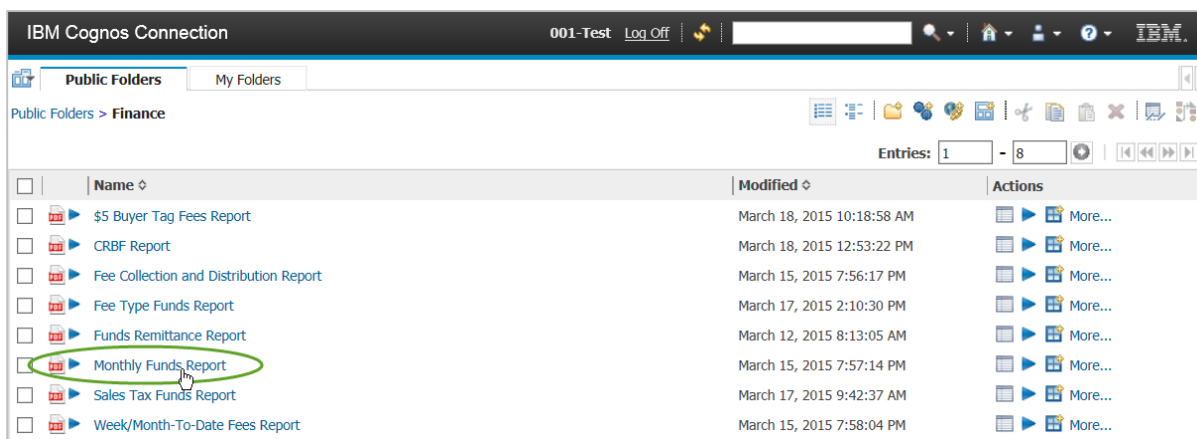 IBM Cognos Connection 001-Test Log Off IBM.
Public Folders My Folders
Public Folders > Finance
Entries: 1 - 8
Name Modified Actions
$5 Buyer Tag Fees Report March 18, 2015 10:18:58 AM More...
CRBF Report March 18, 2015 12:53:22 PM More...
Fee Collection and Distribution Report March 15, 2015 7:56:17 PM More...
Fee Type Funds Report March 17, 2015 2:10:30 PM More...
Funds Remittance Report March 12, 2015 8:13:05 AM More...
Monthly Funds Report March 15, 2015 7:57:14 PM More...
Sales Tax Funds Report March 17, 2015 9:42:37 AM More...
Week/Month-To-Date Fees Report March 15, 2015 7:58:04 PM More...